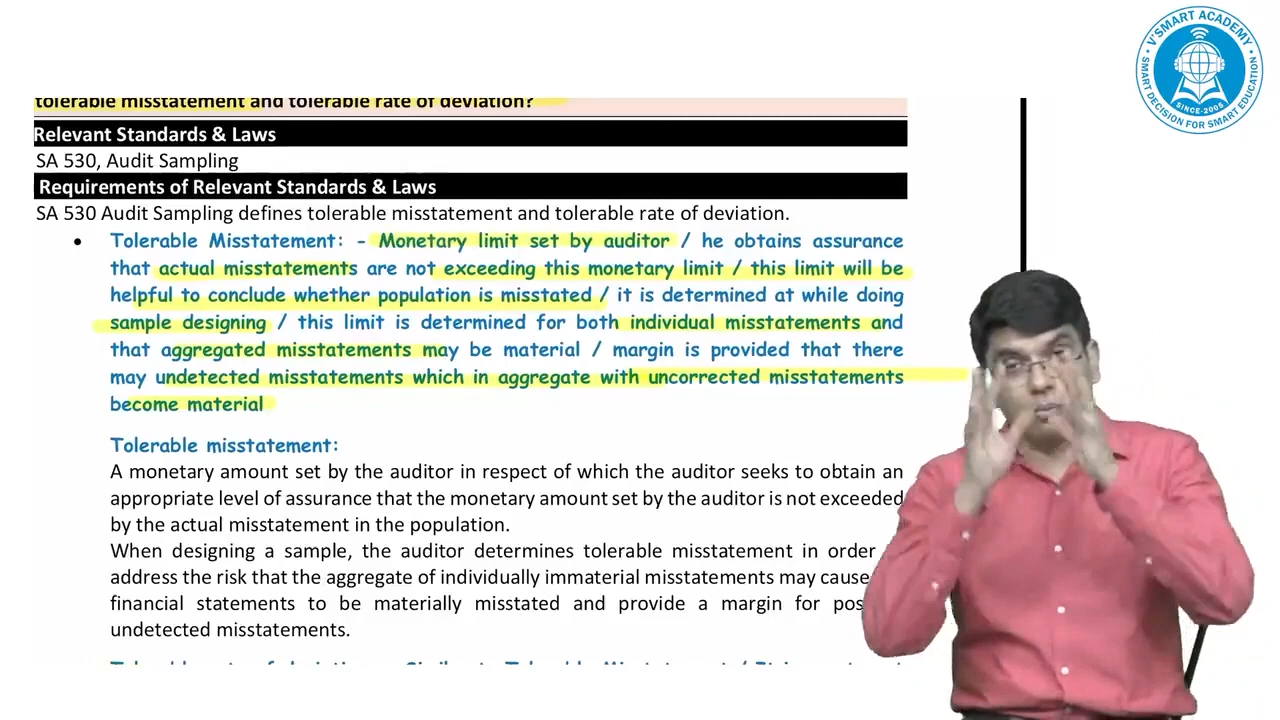 V'SMART ACADEMY
SMART DECISION FOR SMART EDUCATION
SINCE-2005
tolerable misstatement and tolerable rate of deviation?
Relevant Standards & Laws
SA 530, Audit Sampling
Requirements of Relevant Standards & Laws
SA 530 Audit Sampling defines tolerable misstatement and tolerable rate of deviation.
• Tolerable Misstatement: - Monetary limit set by auditor / he obtains assurance
that actual misstatements are not exceeding this monetary limit / this limit will be
helpful to conclude whether population is misstated / it is determined at while doing
sample designing / this limit is determined for both individual misstatements and
that aggregated misstatements may be material / margin is provided that there
may undetected misstatements which in aggregate with uncorrected misstatements
become material
Tolerable misstatement:
A monetary amount set by the auditor in respect of which the auditor seeks to obtain an
appropriate level of assurance that the monetary amount set by the auditor is not exceeded
by the actual misstatement in the population.
When designing a sample, the auditor determines tolerable misstatement in order
address the risk that the aggregate of individually immaterial misstatements may cause
financial statements to be materially misstated and provide a margin for pos
undetected misstatements.